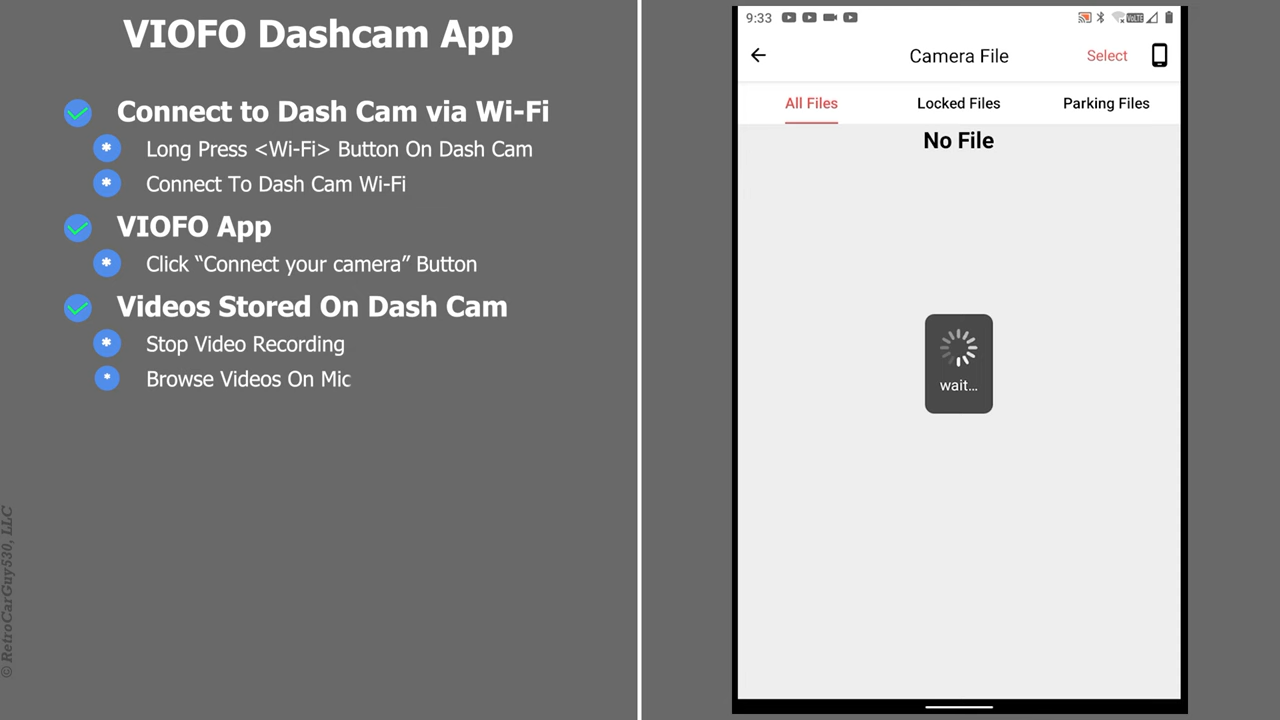 VIOFO Dashcam App
Connect to Dash Cam via Wi-Fi
* Long Press <Wi-Fi> Button On Dash Cam
* Connect To Dash Cam Wi-Fi
VIOFO App
* Click “Connect your camera” Button
Videos Stored On Dash Cam
* Stop Video Recording
* Browse Videos On Mic
© RetroCarGuy530, LLC
9:33
VoLTE
Camera File
Select
All Files
Locked Files
Parking Files
No File
wait...